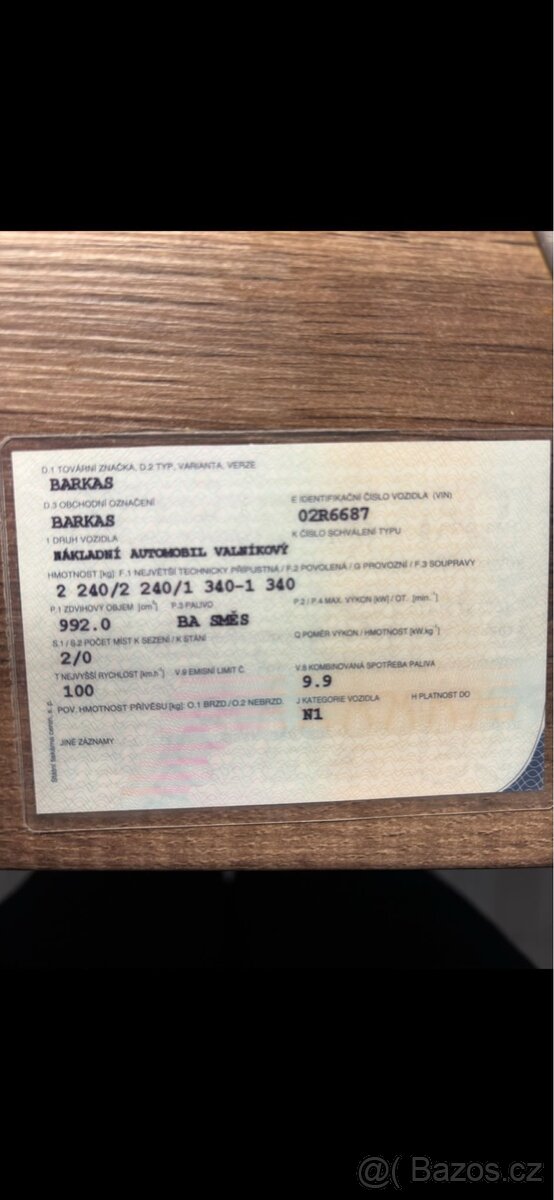 D.1 TOVÁRNÍ ZNAČKA, D.2 TYP, VARIANTA, VERZE
BARKAS
D.3 OBCHODNÍ OZNAČENÍ
BARKAS
E IDENTIFIKAČNÍ ČÍSLO VOZIDLA (VIN)
02R6687
1 DRUH VOZIDLA
K ČÍSLO SCHVÁLENÍ TYPU
NÁKLADNÍ AUTOMOBIL VALNÍKOVÝ
HMOTNOST [kg]: F.1 NEJVĚTŠÍ TECHNICKY PŘÍPUSTNÁ / F.2 POVOLENÁ / G PROVOZNÍ / F.3 SOUPRAVY
2 240/2 240/1 340-1 340
P.1 ZDVIHOVÝ OBJEM [cm³]
P.3 PALIVO
P.2 / P.4 MAX. VÝKON [kW] / OT. [min.⁻¹]
992.0
BA SMĚS
S.1 / S.2 POČET MÍST K SEZENÍ / K STÁNÍ
Q POMĚR VÝKON / HMOTNOST [kW.kg⁻¹]
2/0
T NEJVYŠŠÍ RYCHLOST [km.h⁻¹]
V.9 EMISNÍ LIMIT Č.
V.8 KOMBINOVANÁ SPOTŘEBA PALIVA
100
9.9
POV. HMOTNOST PŘÍVĚSU [kg]: O.1 BRZD./ O.2 NEBRZD.
J KATEGORIE VOZIDLA
H PLATNOST DO
N1
JINÉ ZÁZNAMY
Státní tiskárna cenin, s. p.
@( Bazos.cz